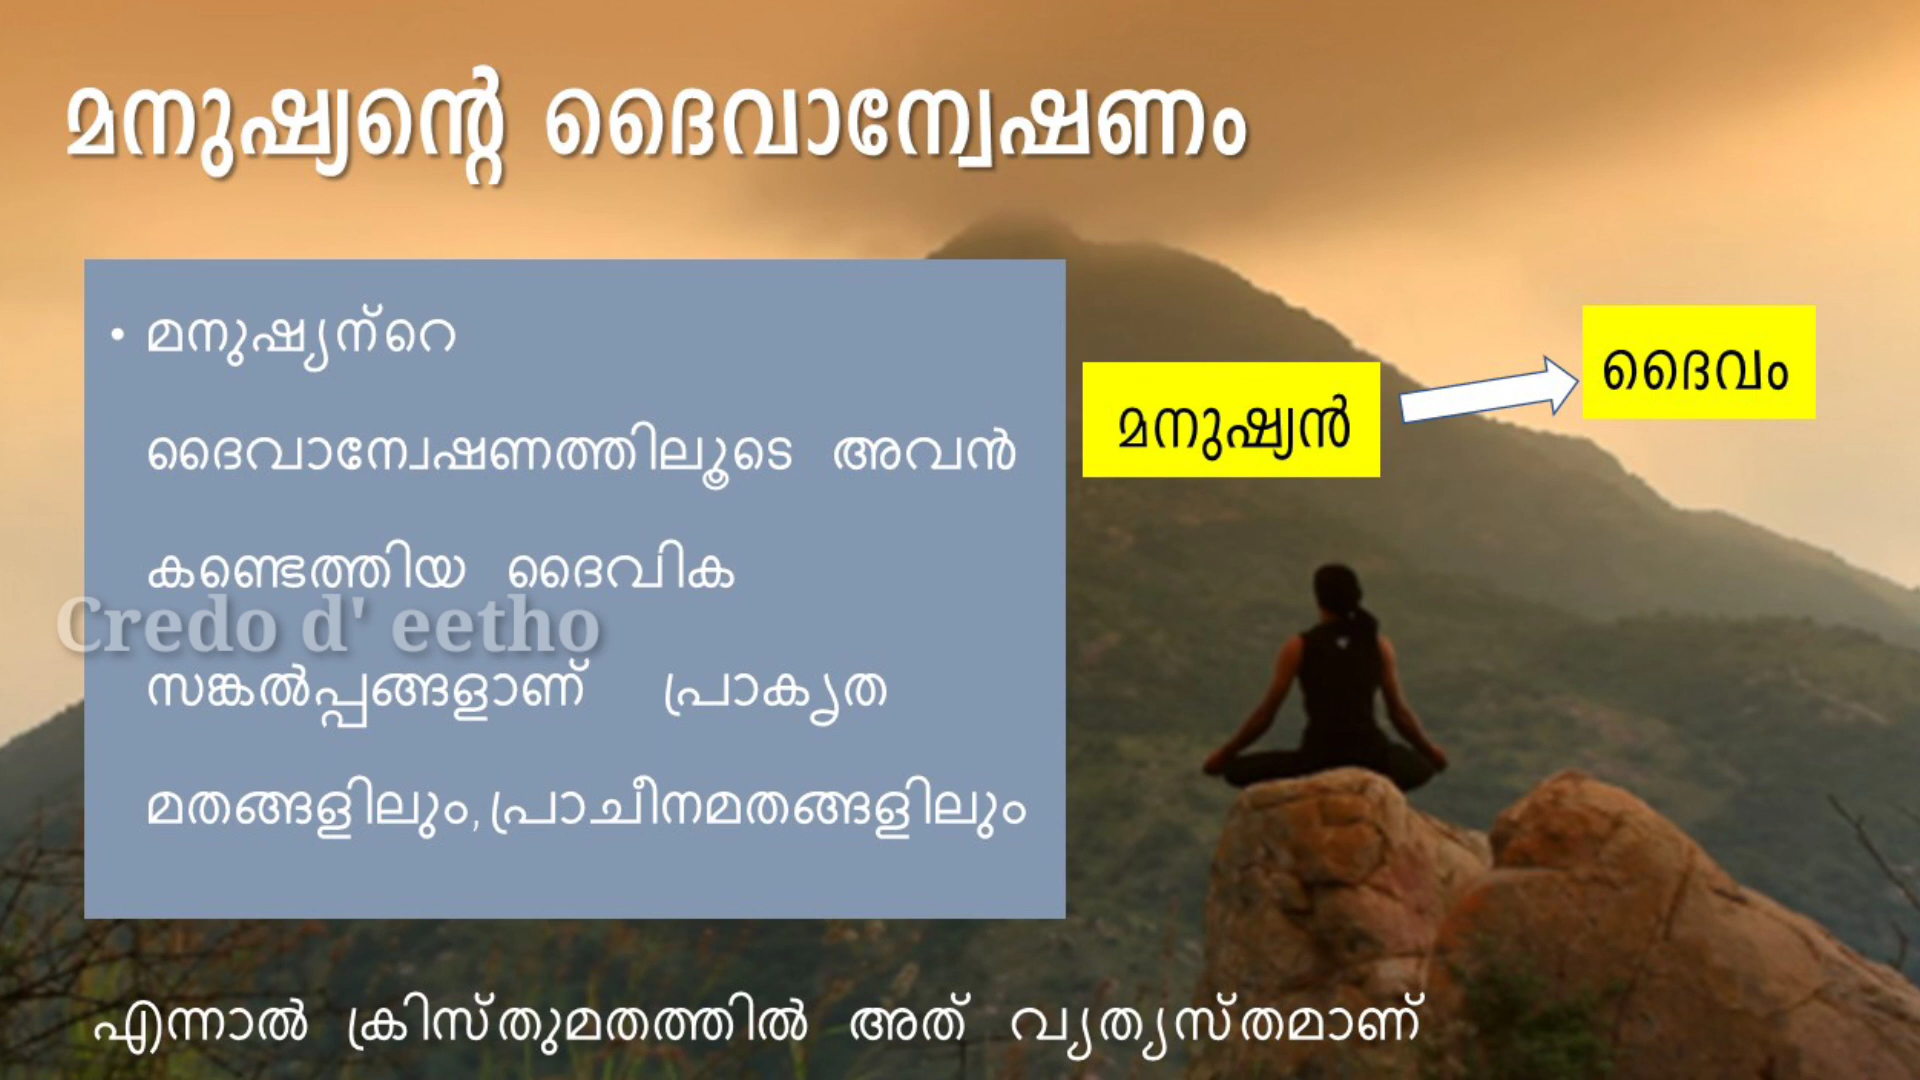 മനുഷ്യന്റെ ദൈവാന്വേഷണം
• മനുഷ്യന്റെ
ദൈവാന്വേഷണത്തിലൂടെ അവൻ
കണ്ടെത്തിയ ദൈവിക
സങ്കൽപ്പങ്ങളാണ് പ്രാകൃത
മതങ്ങളിലും,പ്രാചീനമതങ്ങളിലും
മനുഷ്യൻ
ദൈവം
Credo d' eetho
എന്നാൽ ക്രിസ്തുമതത്തിൽ അത് വ്യത്യസ്തമാണ്